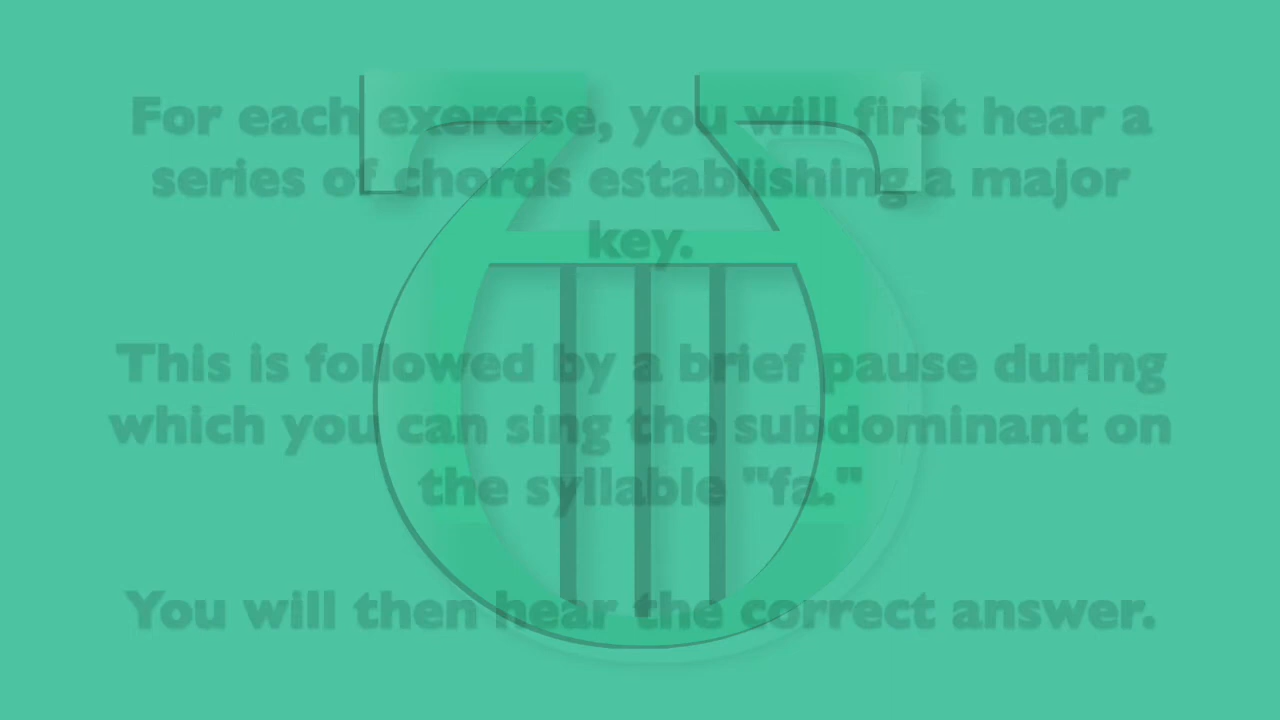 For each exercise, you will first hear a
series of chords establishing a major
key.
This is followed by a brief pause during
which you can sing the subdominant on
the syllable "fa."
You will then hear the correct answer.